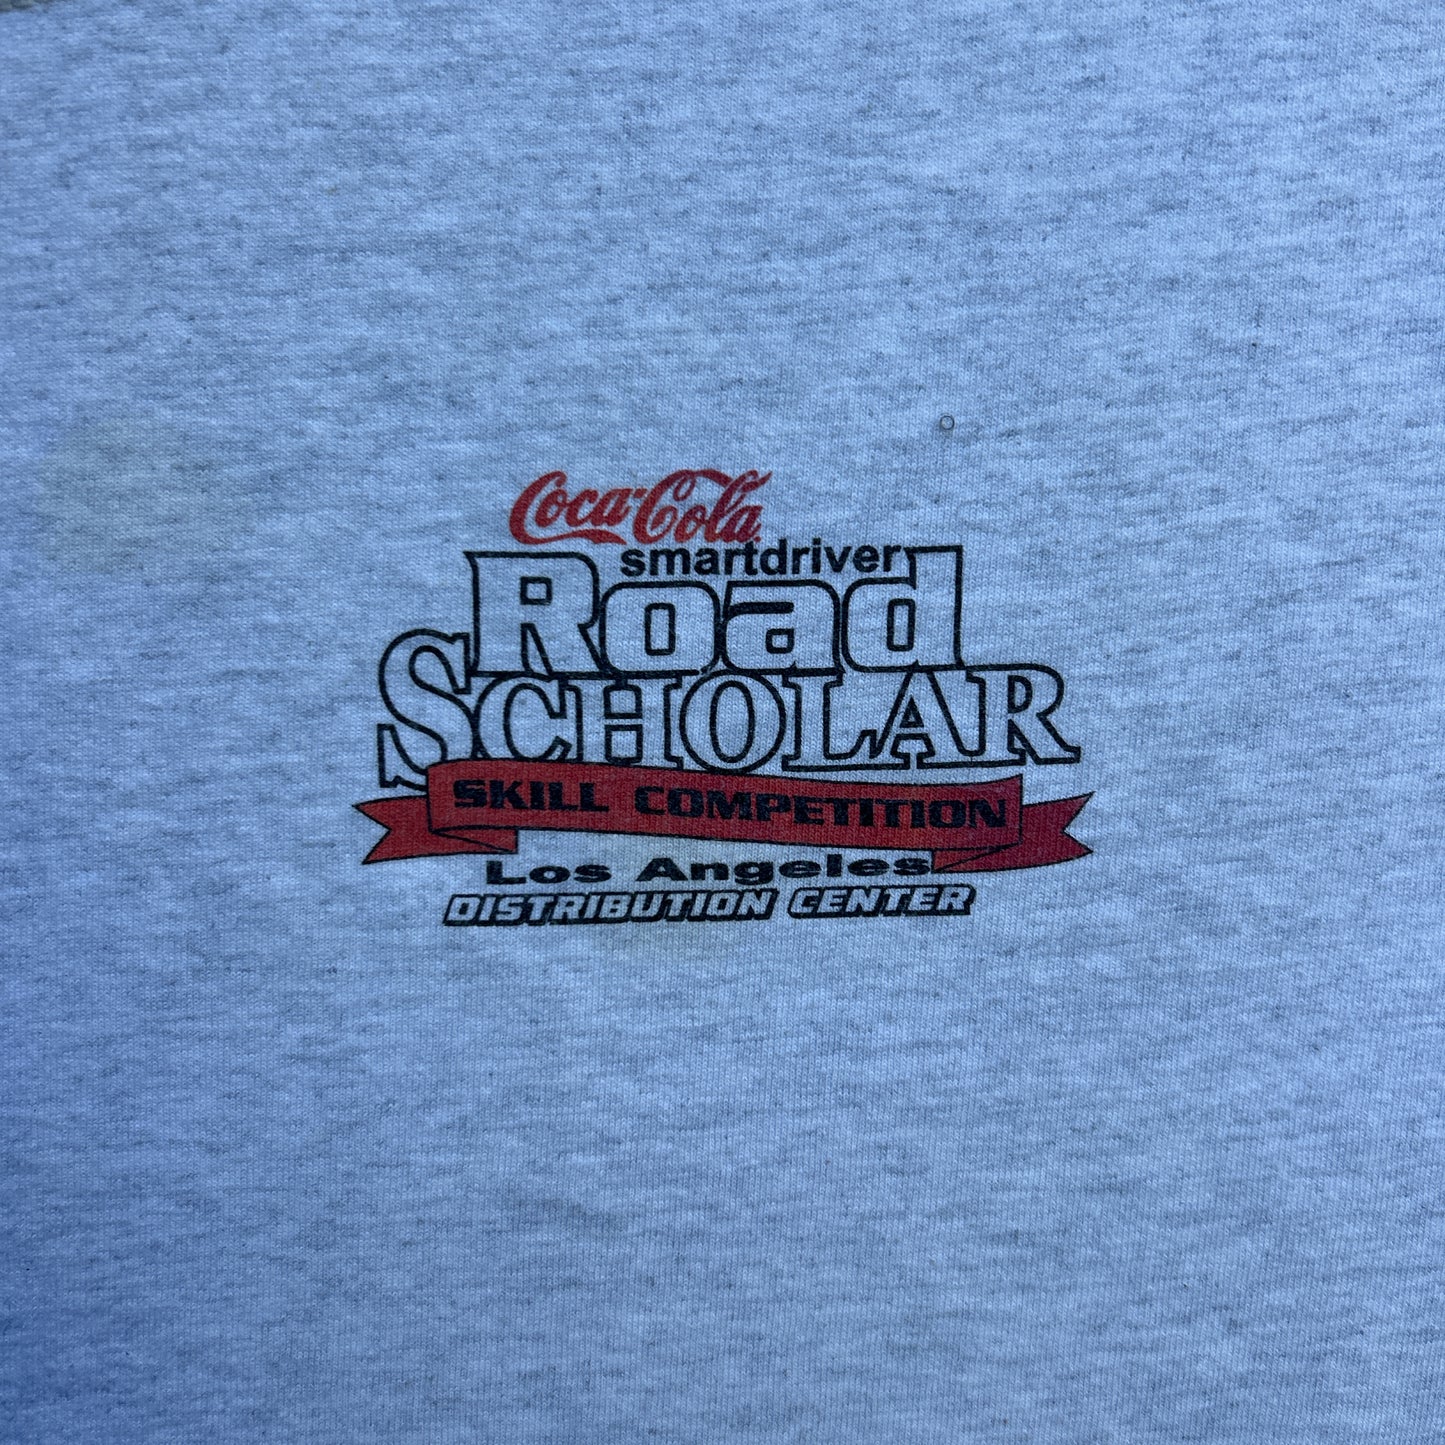 Coca-Cola
smartdriver
Road
SCHOLAR
SKILL COMPETITION
Los Angeles
DISTRIBUTION CENTER